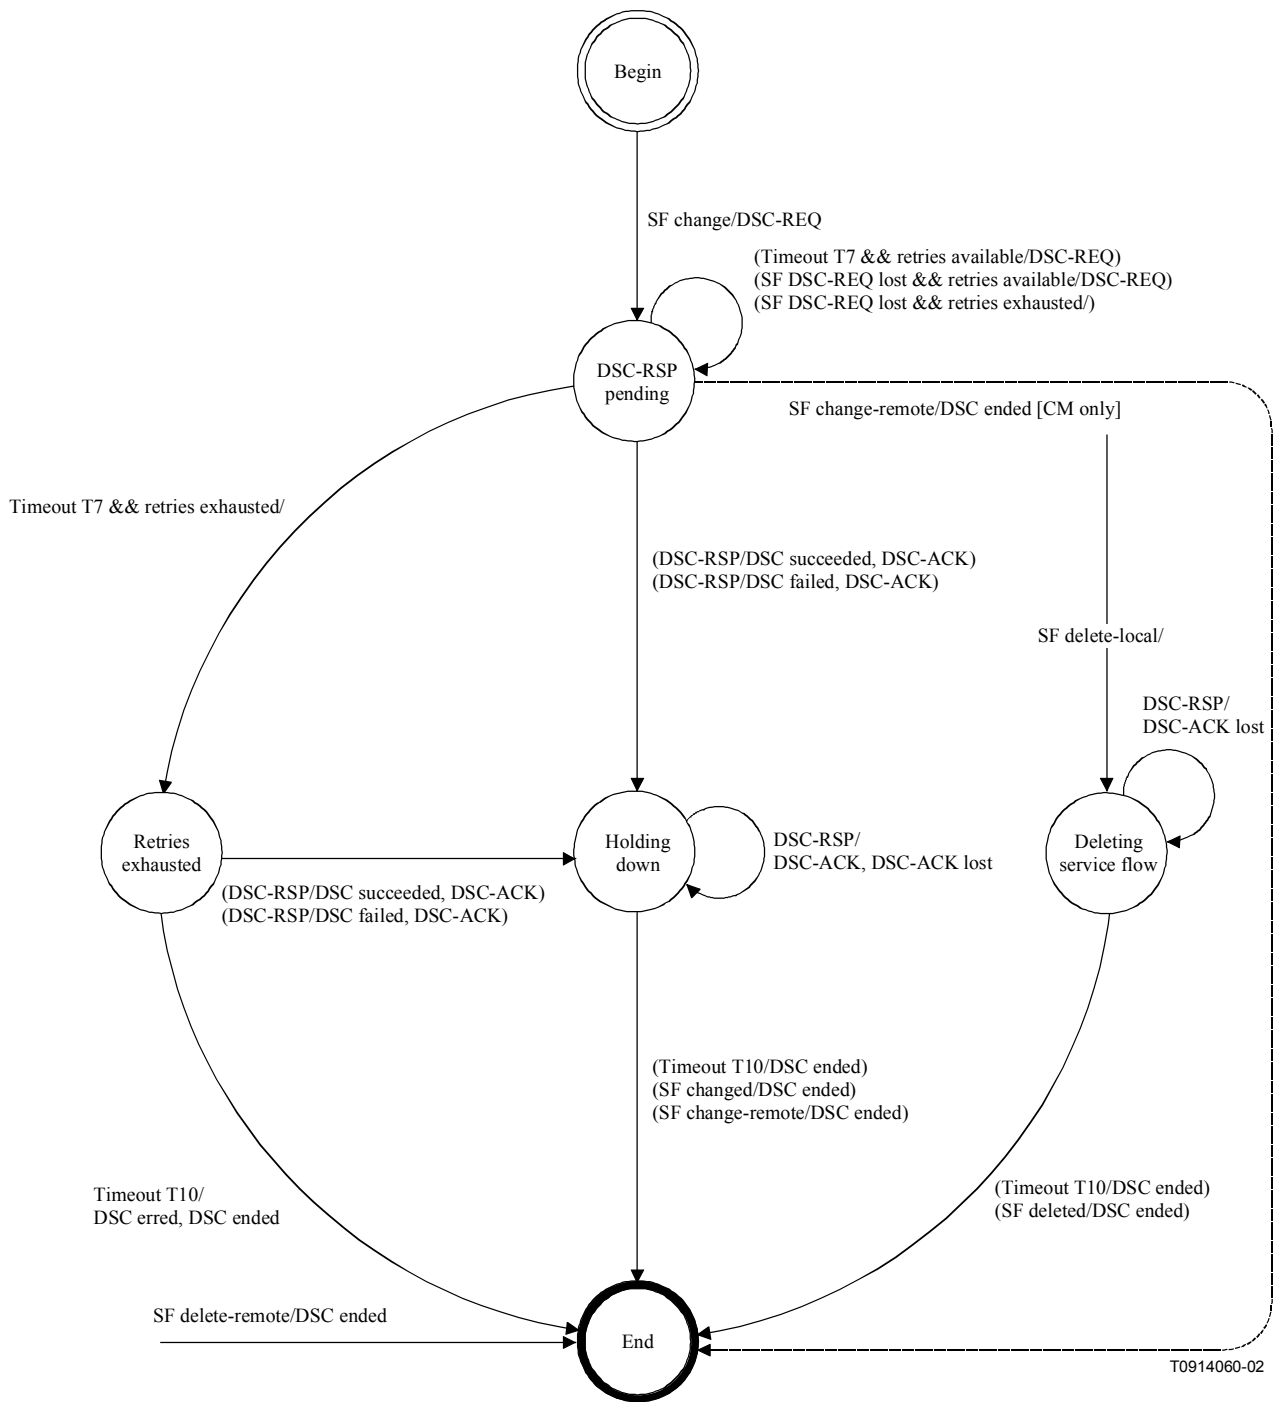 Begin
SF change/DSC-REQ
(Timeout T7 && retries available/DSC-REQ)
(SF DSC-REQ lost && retries available/DSC-REQ)
(SF DSC-REQ lost && retries exhausted/)
DSC-RSP
pending
SF change-remote/DSC ended [CM only]
Timeout T7 && retries exhausted/
(DSC-RSP/DSC succeeded, DSC-ACK)
(DSC-RSP/DSC failed, DSC-ACK)
SF delete-local/
DSC-RSP/
DSC-ACK lost
Retries
exhausted
Holding
down
DSC-RSP/
DSC-ACK, DSC-ACK lost
Deleting
service flow
(DSC-RSP/DSC succeeded, DSC-ACK)
(DSC-RSP/DSC failed, DSC-ACK)
(Timeout T10/DSC ended)
(SF changed/DSC ended)
(SF change-remote/DSC ended)
Timeout T10/
DSC erred, DSC ended
(Timeout T10/DSC ended)
(SF deleted/DSC ended)
SF delete-remote/DSC ended
End
T0914060-02